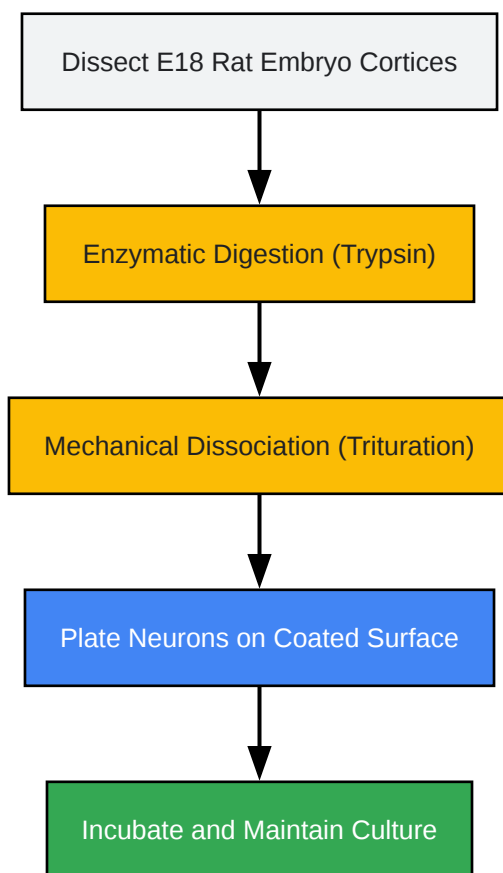 Dissect E18 Rat Embryo Cortices
Enzymatic Digestion (Trypsin)
Mechanical Dissociation (Trituration)
Plate Neurons on Coated Surface
Incubate and Maintain Culture